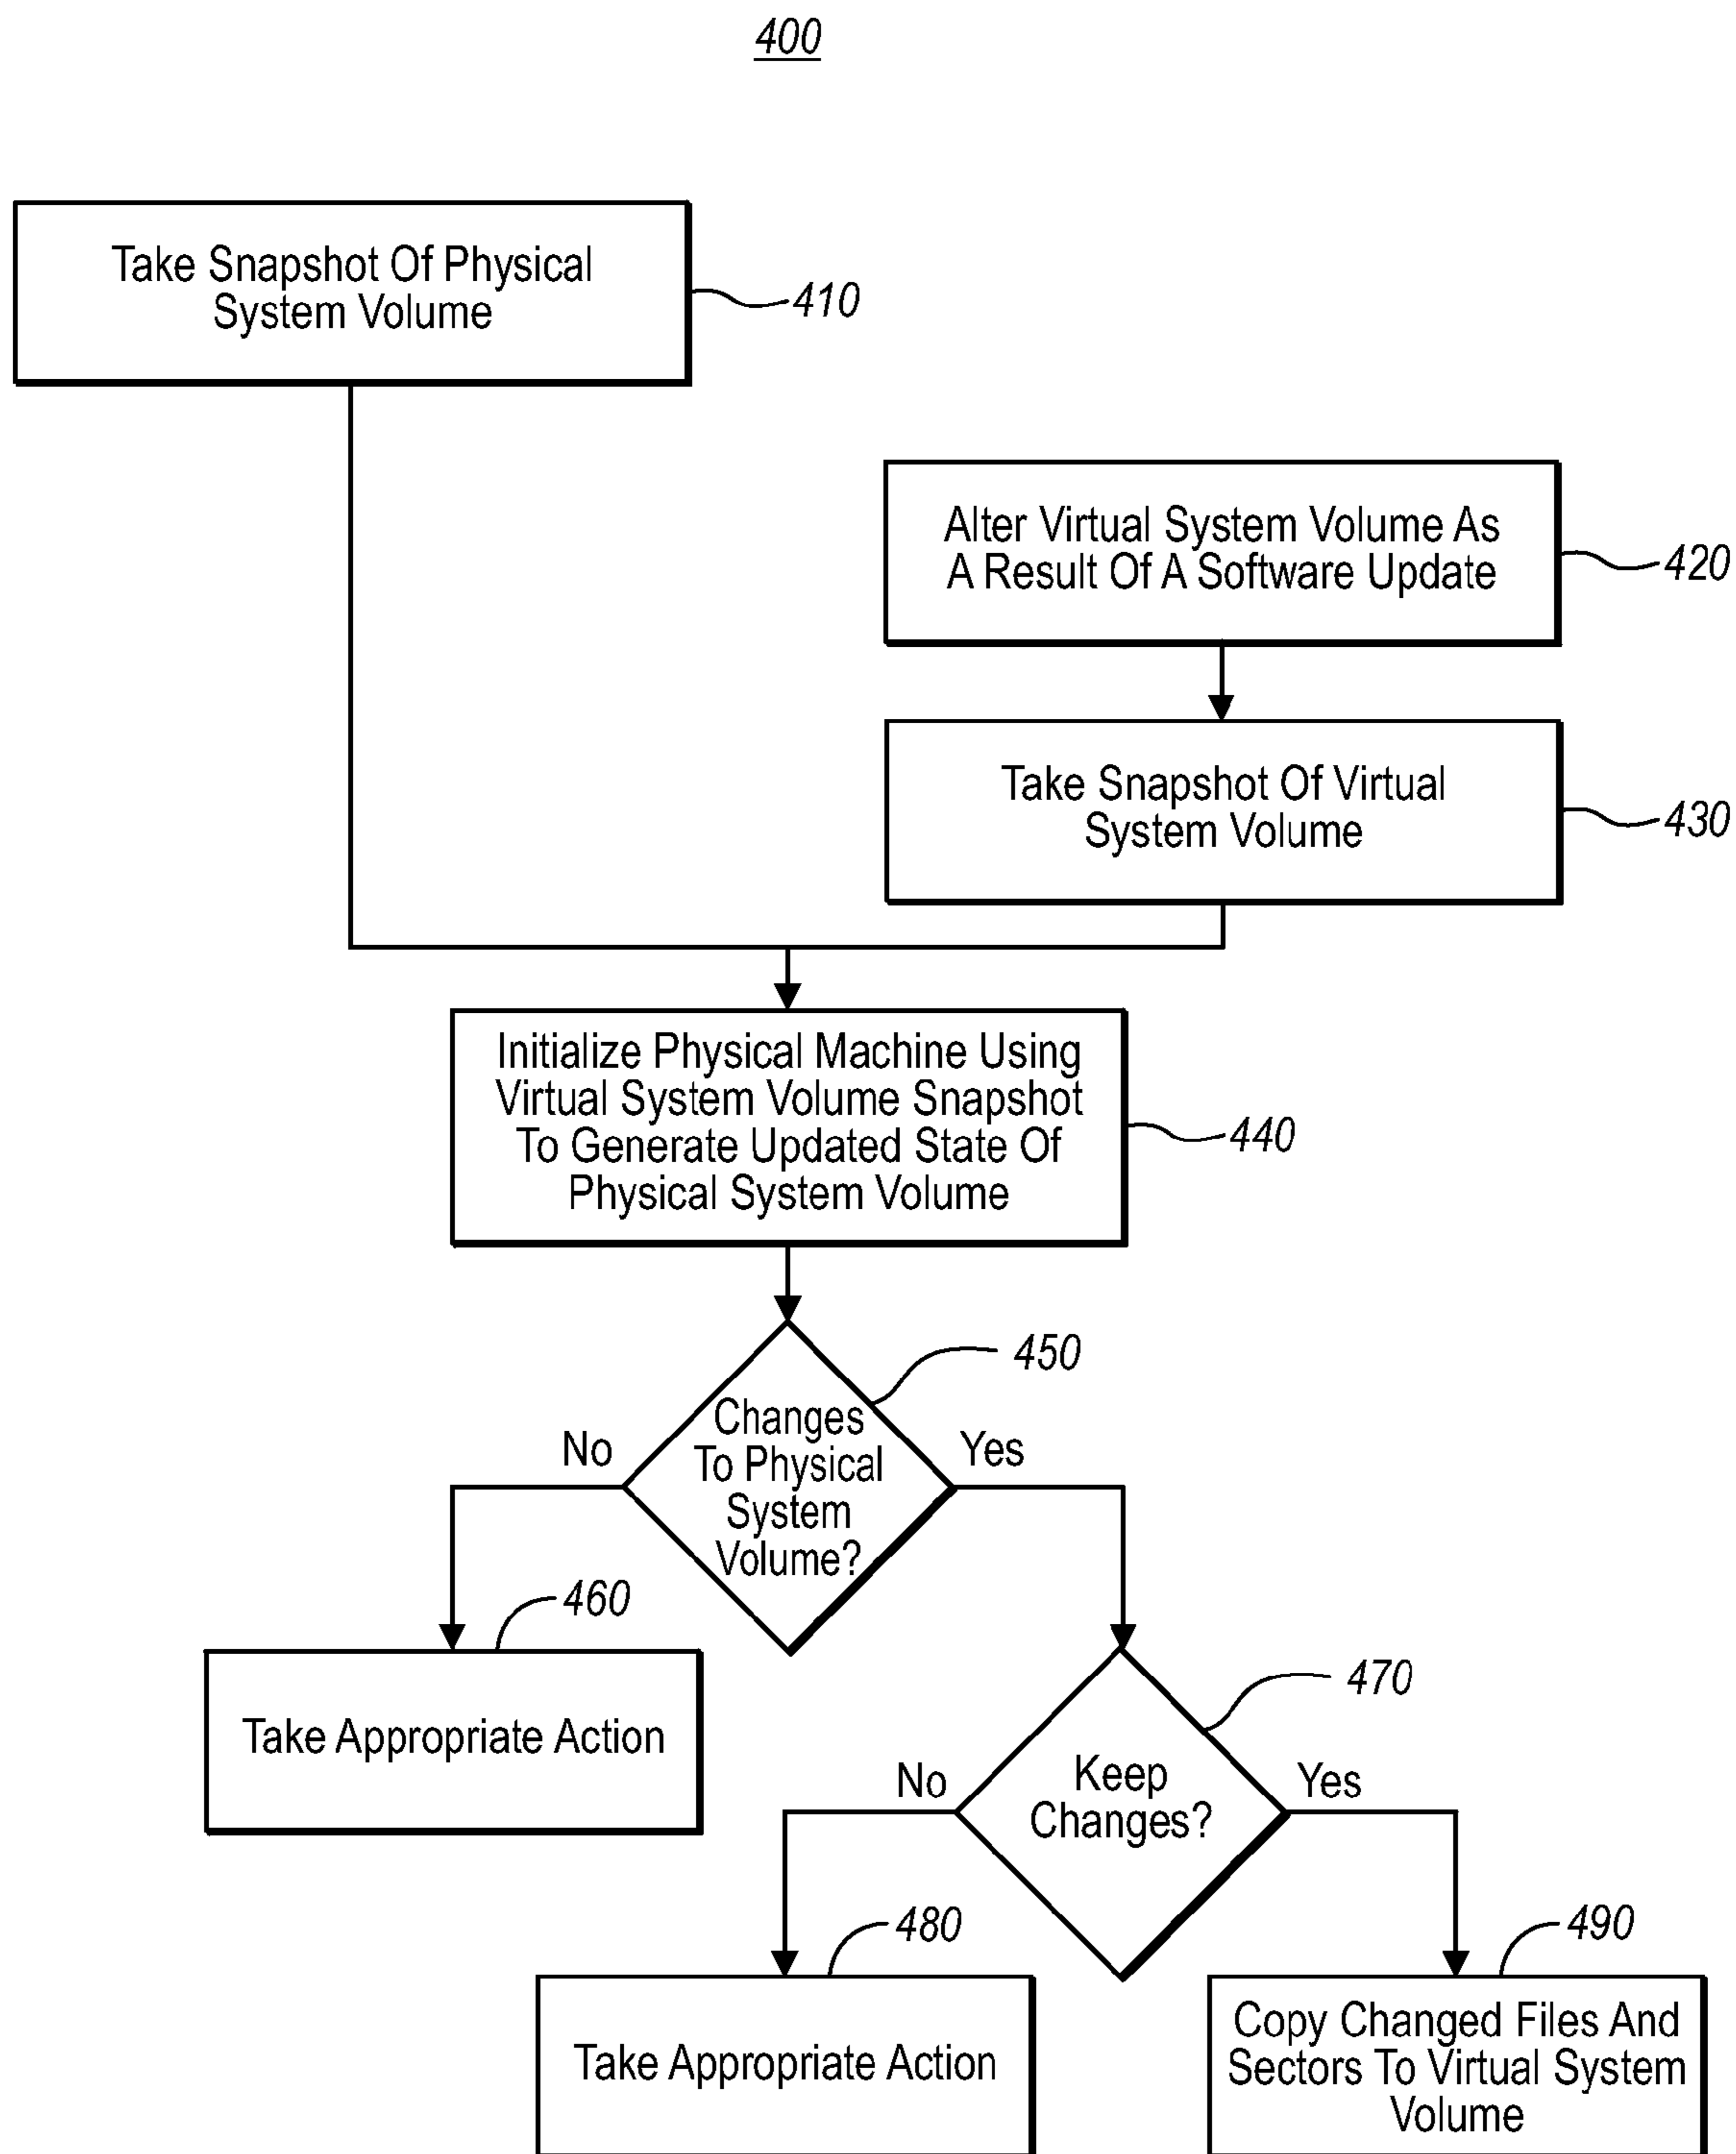 400
Take Snapshot Of Physical
System Volume
410
Alter Virtual System Volume As
A Result Of A Software Update
420
Take Snapshot Of Virtual
System Volume
430
Initialize Physical Machine Using
Virtual System Volume Snapshot
To Generate Updated State Of
Physical System Volume
440
450
Changes
To Physical
System
Volume?
No
Yes
460
Take Appropriate Action
470
Keep
Changes?
No
Yes
480
Take Appropriate Action
490
Copy Changed Files And
Sectors To Virtual System
Volume